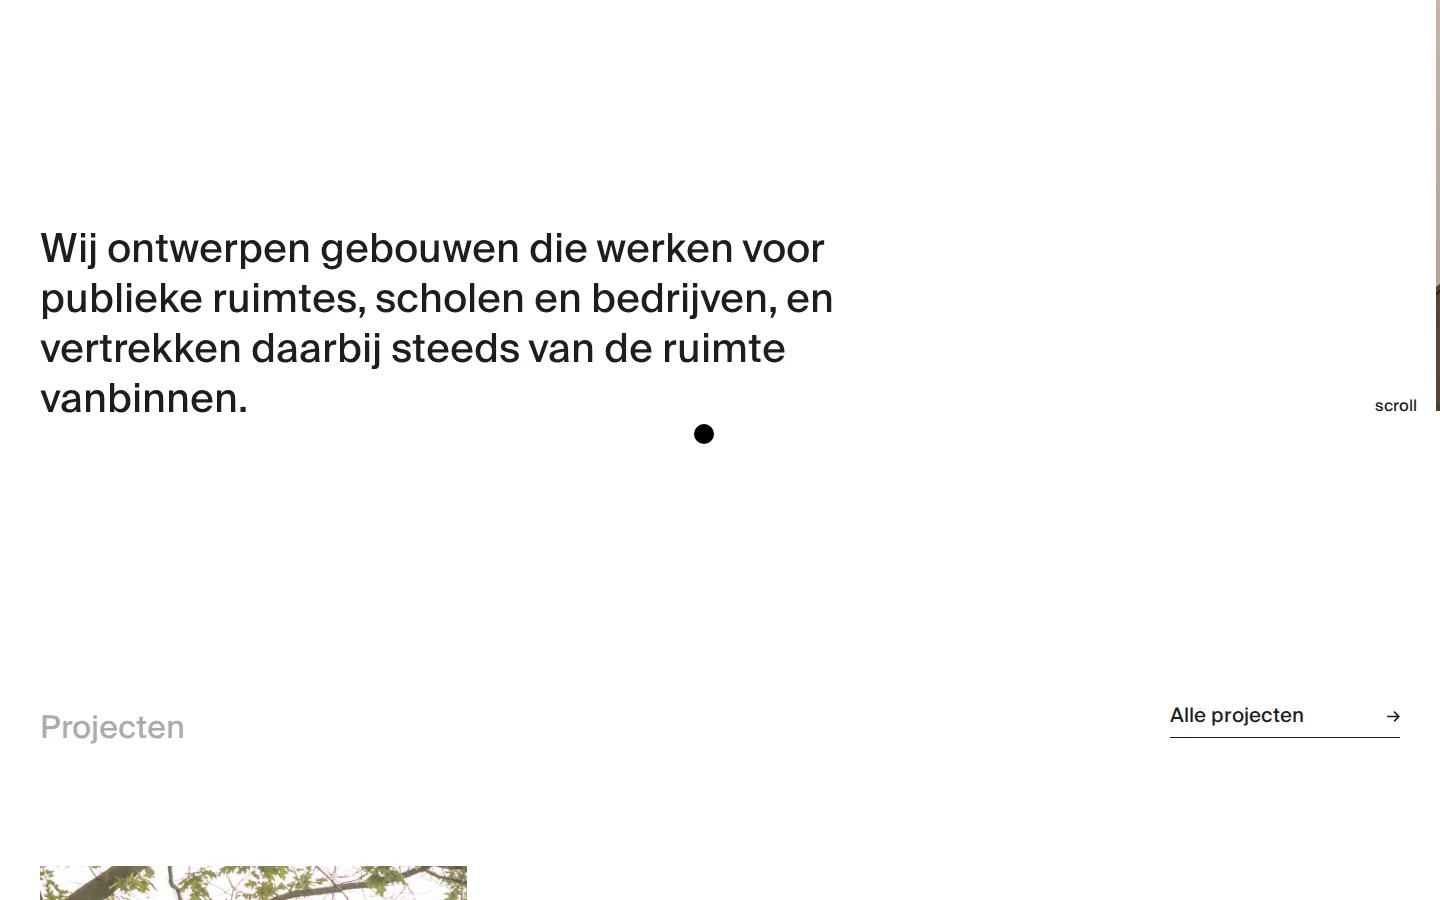 Wij ontwerpen gebouwen die werken voor
publieke ruimtes, scholen en bedrijven, en
vertrekken daarbij steeds van de ruimte
vanbinnen.
scroll
Projecten
Alle projecten →